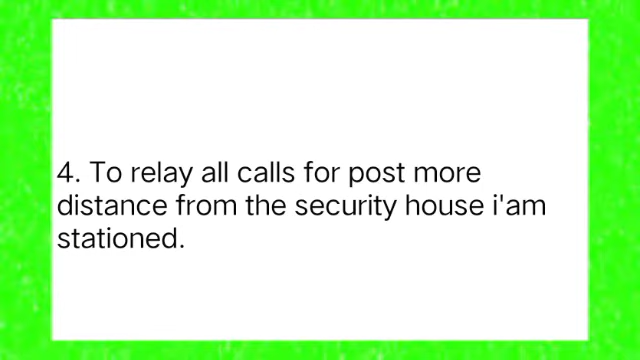 4. To relay all calls for post more
distance from the security house i'am
stationed.